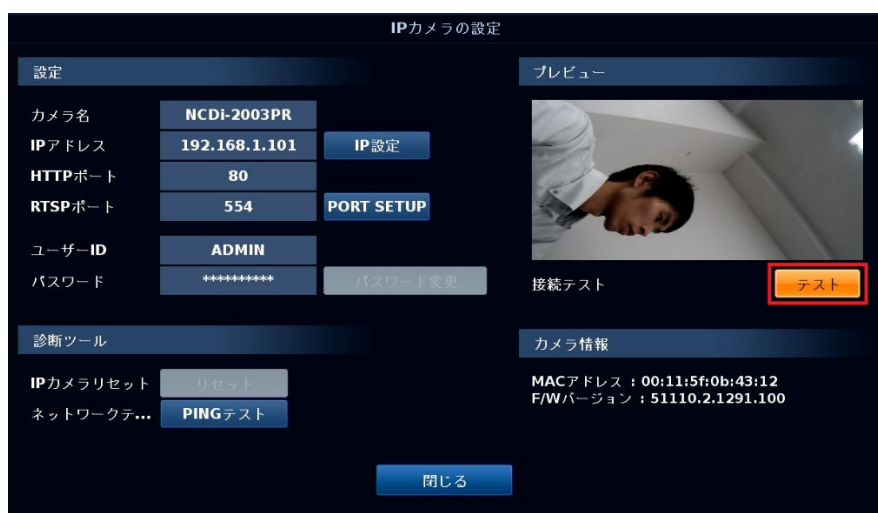 IPカメラの設定
設定
カメラ名 NCDi-2003PR
IPアドレス 192.168.1.101 IP設定
HTTPポート 80
RTSPポート 554 PORT SETUP
ユーザーID ADMIN
パスワード ********** パスワード変更
診断ツール
IPカメラリセット リセット
ネットワークテ... PINGテスト
プレビュー
接続テスト テスト
カメラ情報
MACアドレス : 00:11:5f:0b:43:12
F/Wバージョン : 51110.2.1291.100
閉じる